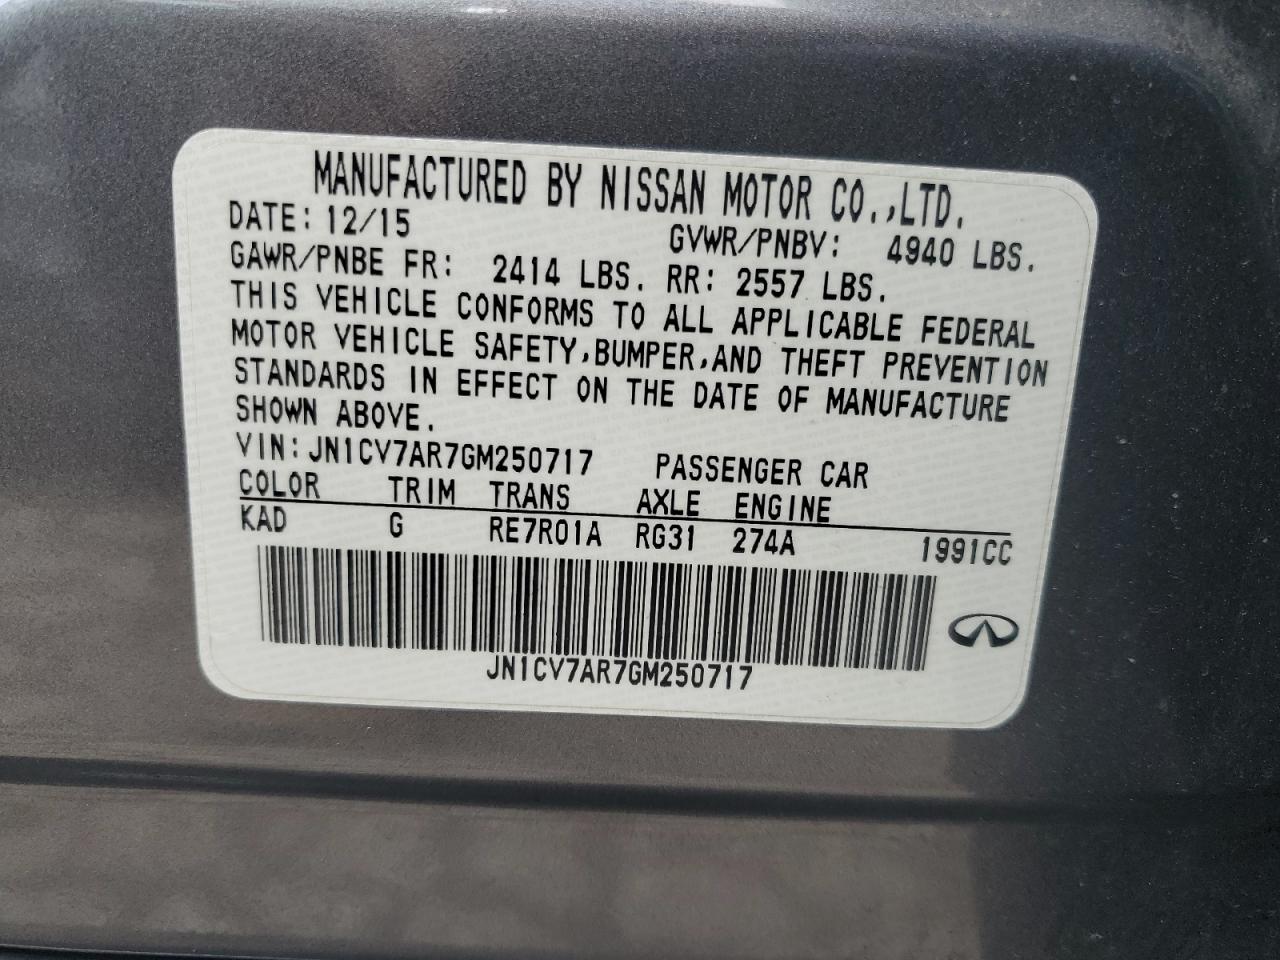 MANUFACTURED BY NISSAN MOTOR CO.,LTD.
DATE: 12/15 GVWR/PNBV: 4940 LBS.
GAWR/PNBE FR: 2414 LBS. RR: 2557 LBS.
THIS VEHICLE CONFORMS TO ALL APPLICABLE FEDERAL
MOTOR VEHICLE SAFETY,BUMPER,AND THEFT PREVENTION
STANDARDS IN EFFECT ON THE DATE OF MANUFACTURE
SHOWN ABOVE.
VIN: JN1CV7AR7GM250717 PASSENGER CAR
COLOR TRIM TRANS AXLE ENGINE
KAD G RE7R01A RG31 274A 1991CC
JN1CV7AR7GM250717